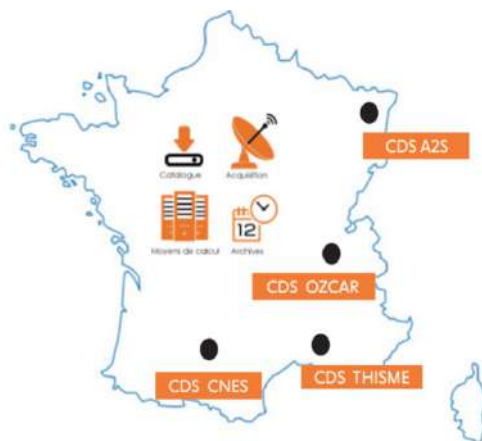 CDS A2S
Catalogue Acquisition
12
Moyens de calcul Archives
CDS OZCAR
CDS THISME
CDS CNES